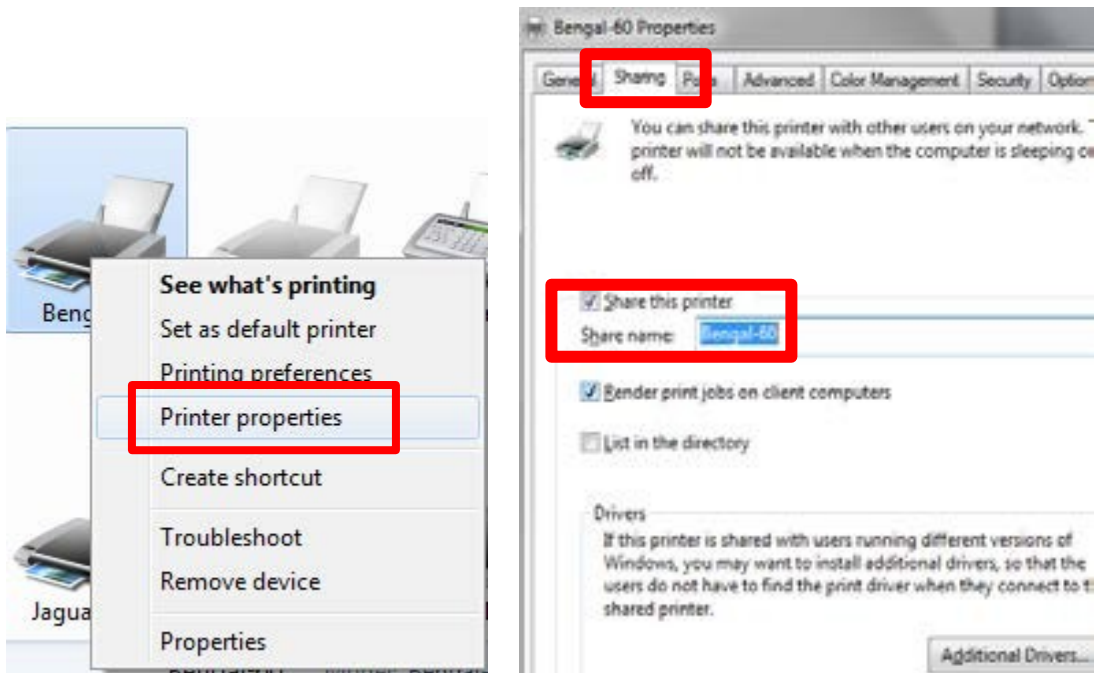 Beng
See what's printing
Set as default printer
Printing preferences
Printer properties
Create shortcut
Troubleshoot
Remove device
Properties
Jagua
Bengal-60 Properties
General Sharing Ports Advanced Color Management Security Option
You can share this printer with other users on your network. T
printer will not be available when the computer is sleeping or
off.
Share this printer
Share name: Bengal-60
Render print jobs on client computers
List in the directory
Drivers
If this printer is shared with users running different versions of
Windows, you may want to install additional drivers, so that the
users do not have to find the print driver when they connect to t
shared printer.
Additional Drivers...